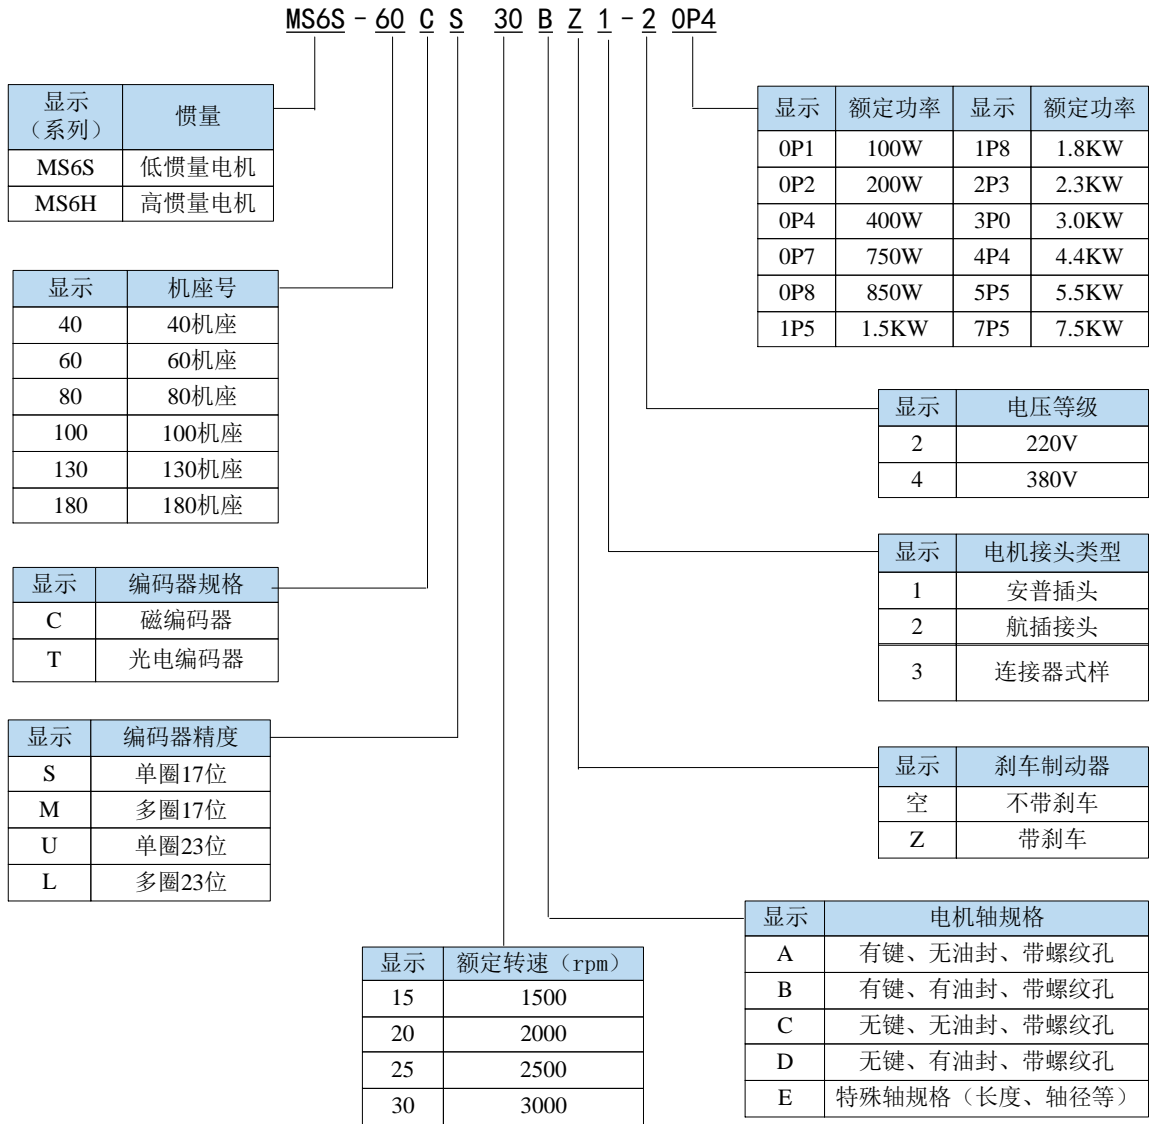 MS6S - 60 C S 30 B Z 1 - 2 0P4
显示（系列） 惯量
MS6S 低惯量电机
MS6H 高惯量电机
显示 机座号
40 40机座
60 60机座
80 80机座
100 100机座
130 130机座
180 180机座
显示 编码器规格
C 磁编码器
T 光电编码器
显示 编码器精度
S 单圈17位
M 多圈17位
U 单圈23位
L 多圈23位
显示 额定转速（rpm）
15 1500
20 2000
25 2500
30 3000
显示 额定功率 显示 额定功率
0P1 100W 1P8 1.8KW
0P2 200W 2P3 2.3KW
0P4 400W 3P0 3.0KW
0P7 750W 4P4 4.4KW
0P8 850W 5P5 5.5KW
1P5 1.5KW 7P5 7.5KW
显示 电压等级
2 220V
4 380V
显示 电机接头类型
1 安普插头
2 航插接头
3 连接器式样
显示 刹车制动器
空 不带刹车
Z 带刹车
显示 电机轴规格
A 有键、无油封、带螺纹孔
B 有键、有油封、带螺纹孔
C 无键、无油封、带螺纹孔
D 无键、有油封、带螺纹孔
E 特殊轴规格（长度、轴径等）